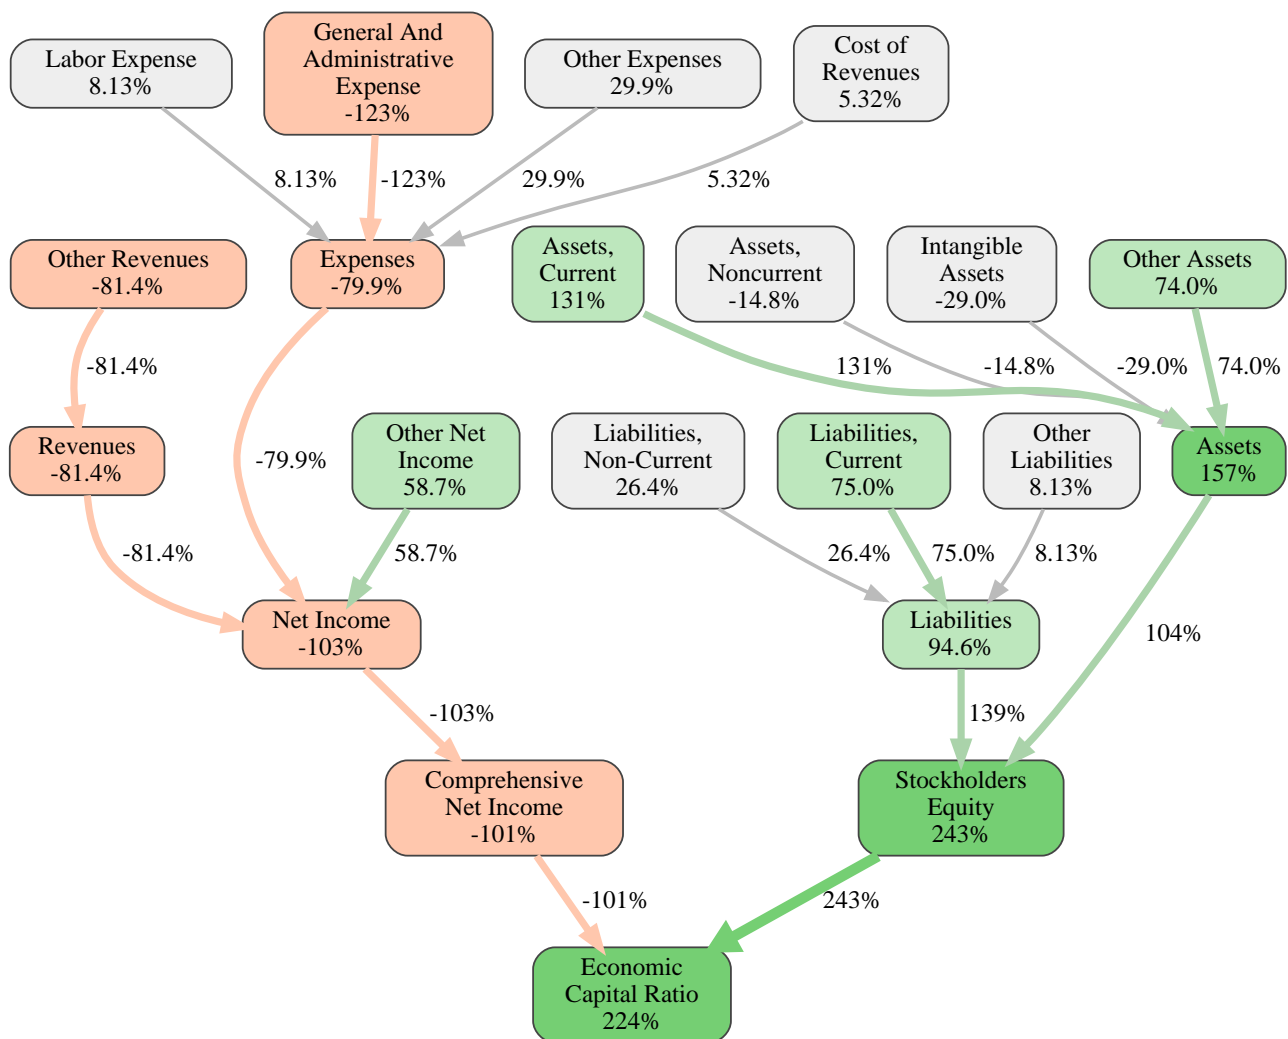 Labor Expense
8.13%
General And
Administrative
Expense
-123%
Other Expenses
29.9%
Cost of
Revenues
5.32%
8.13%
-123%
29.9%
5.32%
Other Revenues
-81.4%
Expenses
-79.9%
Assets,
Current
131%
Assets,
Noncurrent
-14.8%
Intangible
Assets
-29.0%
Other Assets
74.0%
-81.4%
131%
-14.8%
-29.0%
74.0%
Revenues
-81.4%
-79.9%
Other Net
Income
58.7%
Liabilities,
Non-Current
26.4%
Liabilities,
Current
75.0%
Other
Liabilities
8.13%
Assets
157%
-81.4%
58.7%
26.4%
75.0%
8.13%
Net Income
-103%
Liabilities
94.6%
104%
-103%
139%
Comprehensive
Net Income
-101%
Stockholders
Equity
243%
-101%
243%
Economic
Capital Ratio
224%